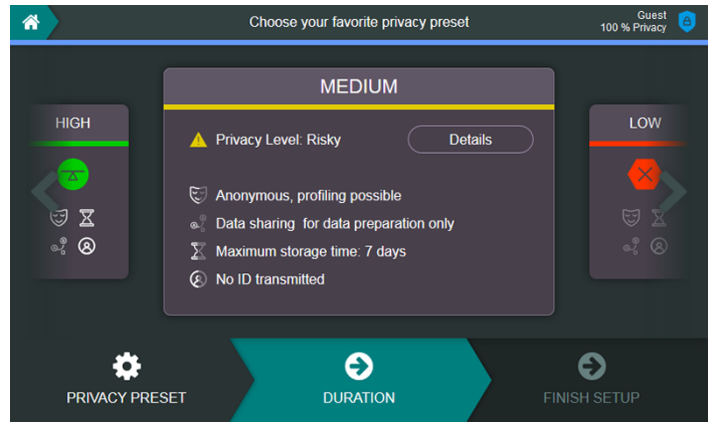 Choose your favorite privacy preset
Guest
100 % Privacy
HIGH
MEDIUM
Privacy Level: Risky
Details
Anonymous, profiling possible
Data sharing for data preparation only
Maximum storage time: 7 days
No ID transmitted
LOW
PRIVACY PRESET
DURATION
FINISH SETUP